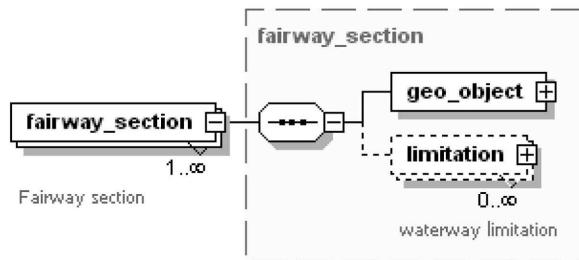 fairway_section
geo_object
fairway_section
limitation
1..∞
0..∞
Fairway section
waterway limitation